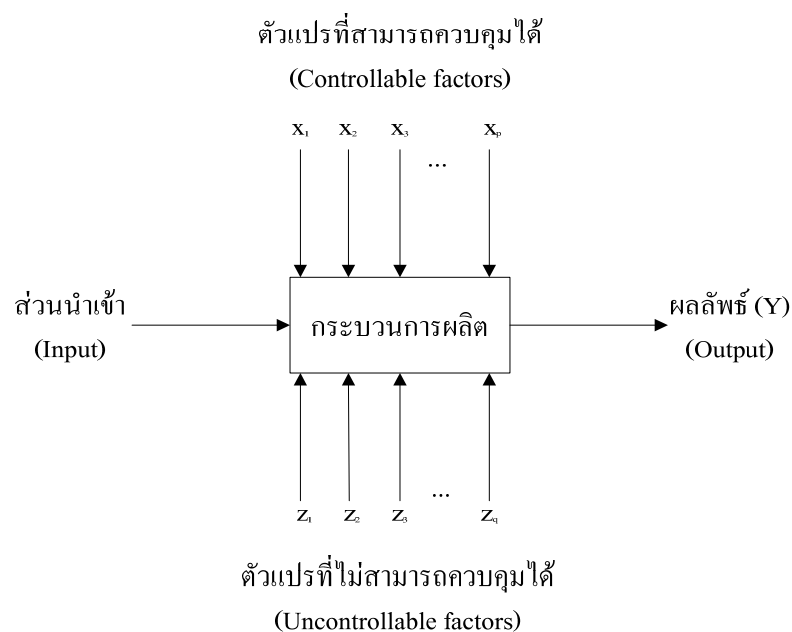 ตัวแปรที่สามารถควบคุมได้
(Controllable factors)
x₁ x₂ x₃ ... xₚ
ส่วนนำเข้า
(Input)
กระบวนการผลิต
ผลลัพธ์ (Y)
(Output)
z₁ z₂ z₃ ... z_q
ตัวแปรที่ไม่สามารถควบคุมได้
(Uncontrollable factors)